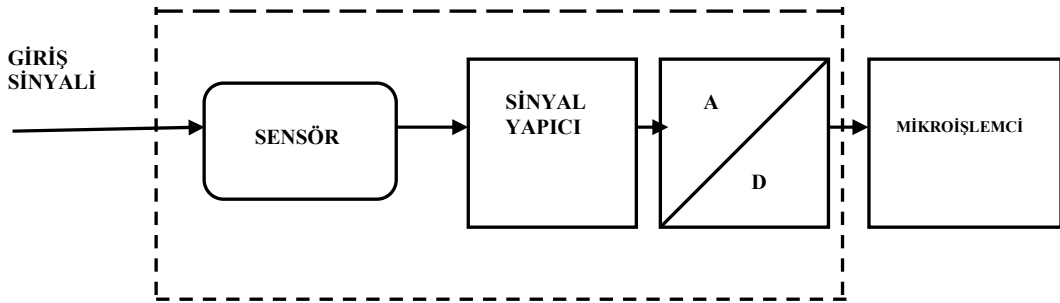 GİRİŞ
SİNYALİ
SENSÖR
SİNYAL
YAPICI
A
D
MİKROİŞLEMCİ